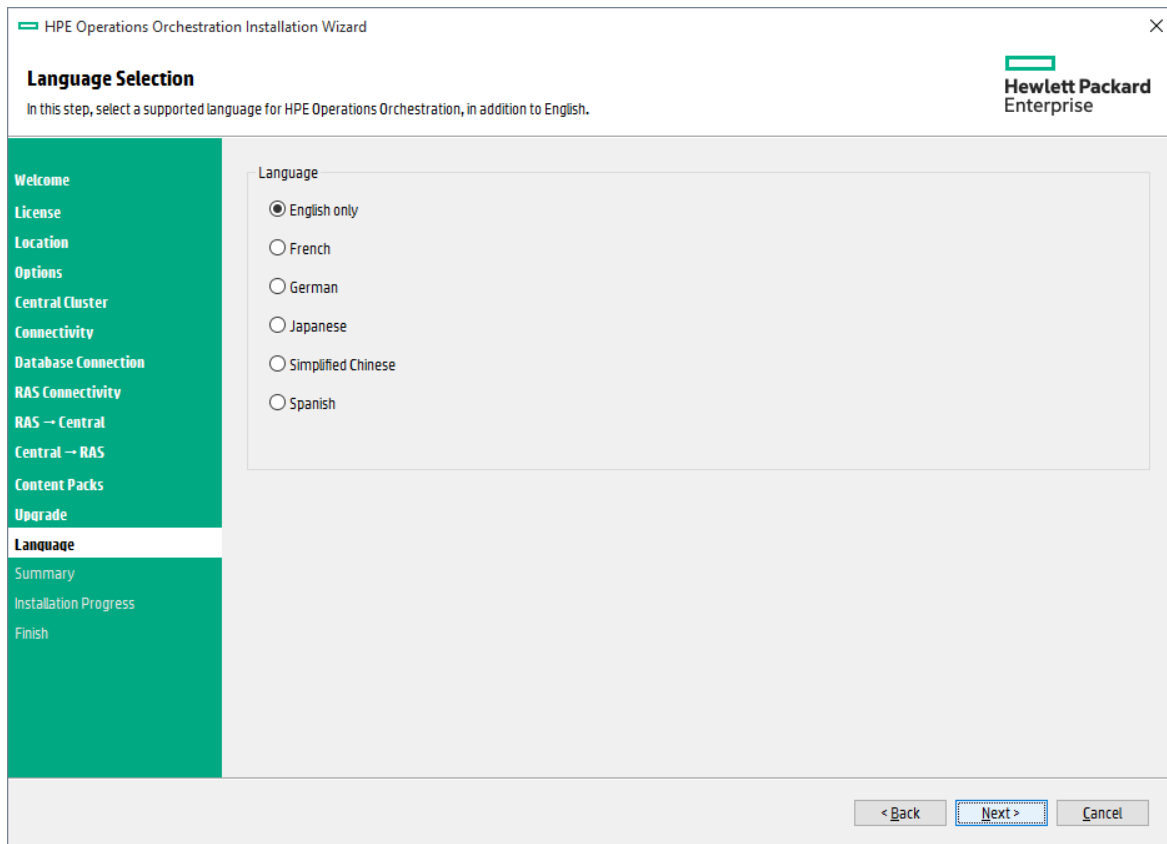 HPE Operations Orchestration Installation Wizard
Language Selection
In this step, select a supported language for HPE Operations Orchestration, in addition to English.
Hewlett Packard
Enterprise
Welcome
License
Location
Options
Central Cluster
Connectivity
Database Connection
RAS Connectivity
RAS → Central
Central → RAS
Content Packs
Upgrade
Language
Summary
Installation Progress
Finish
Language
English only
French
German
Japanese
Simplified Chinese
Spanish
< Back
Next >
Cancel